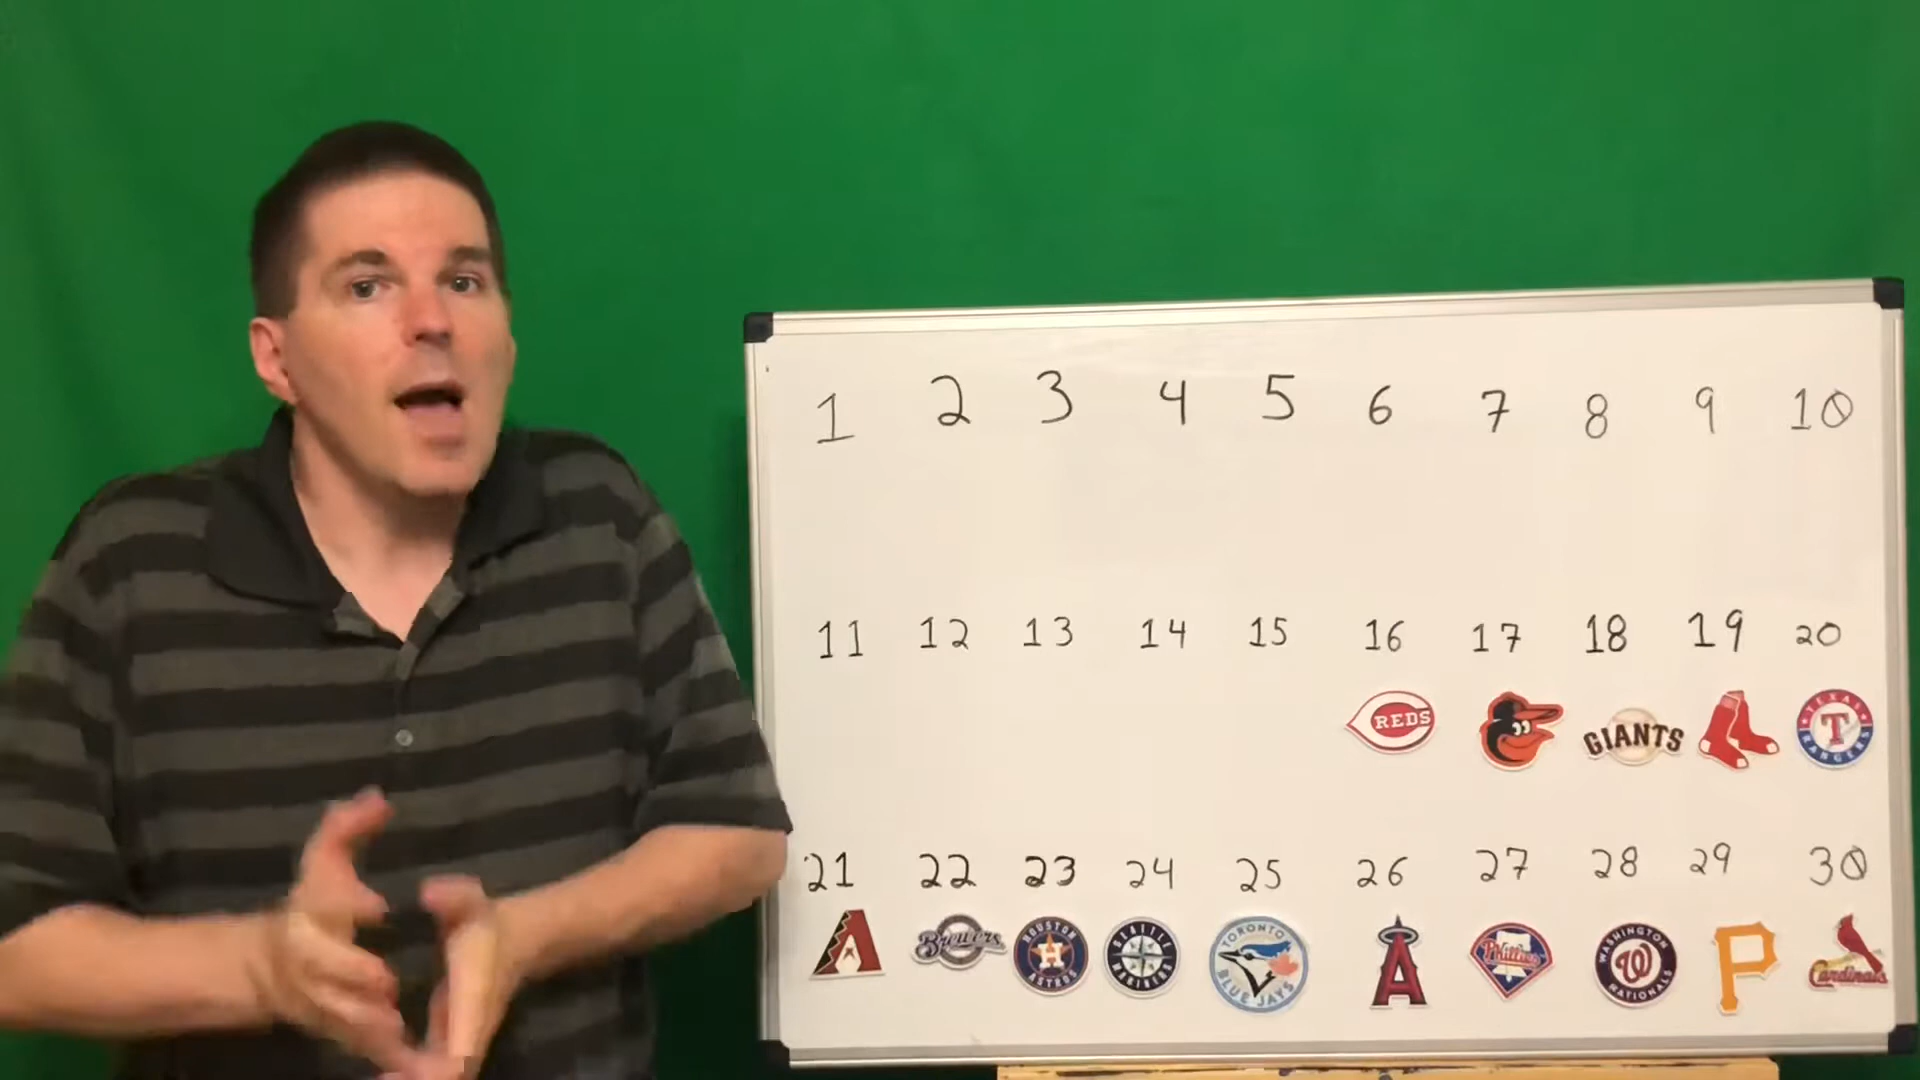 1 2 3 4 5 6 7 8 9 10
11 12 13 14 15 16 17 18 19 20
REDS GIANTS TEXAS T RANGERS
21 22 23 24 25 26 27 28 29 30
A Brewers HOUSTON H ASTROS SEATTLE MARINERS TORONTO BLUE JAYS A Phillies WASHINGTON W NATIONALS P Cardinals